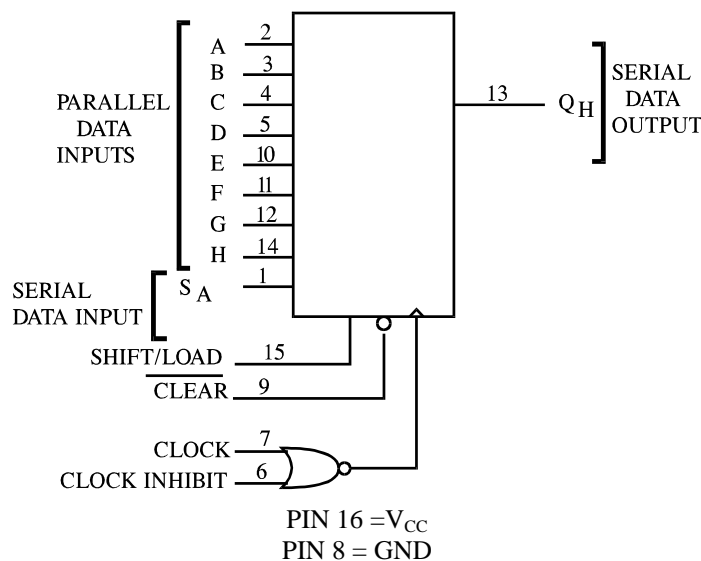 A 2
B 3
PARALLEL DATA INPUTS
C 4
D 5
E 10
F 11
G 12
H 14
13 QH
SERIAL DATA OUTPUT
SERIAL DATA INPUT
SA 1
SHIFT/LOAD 15
CLEAR 9
CLOCK 7
CLOCK INHIBIT 6
PIN 16 =VCC
PIN 8 = GND